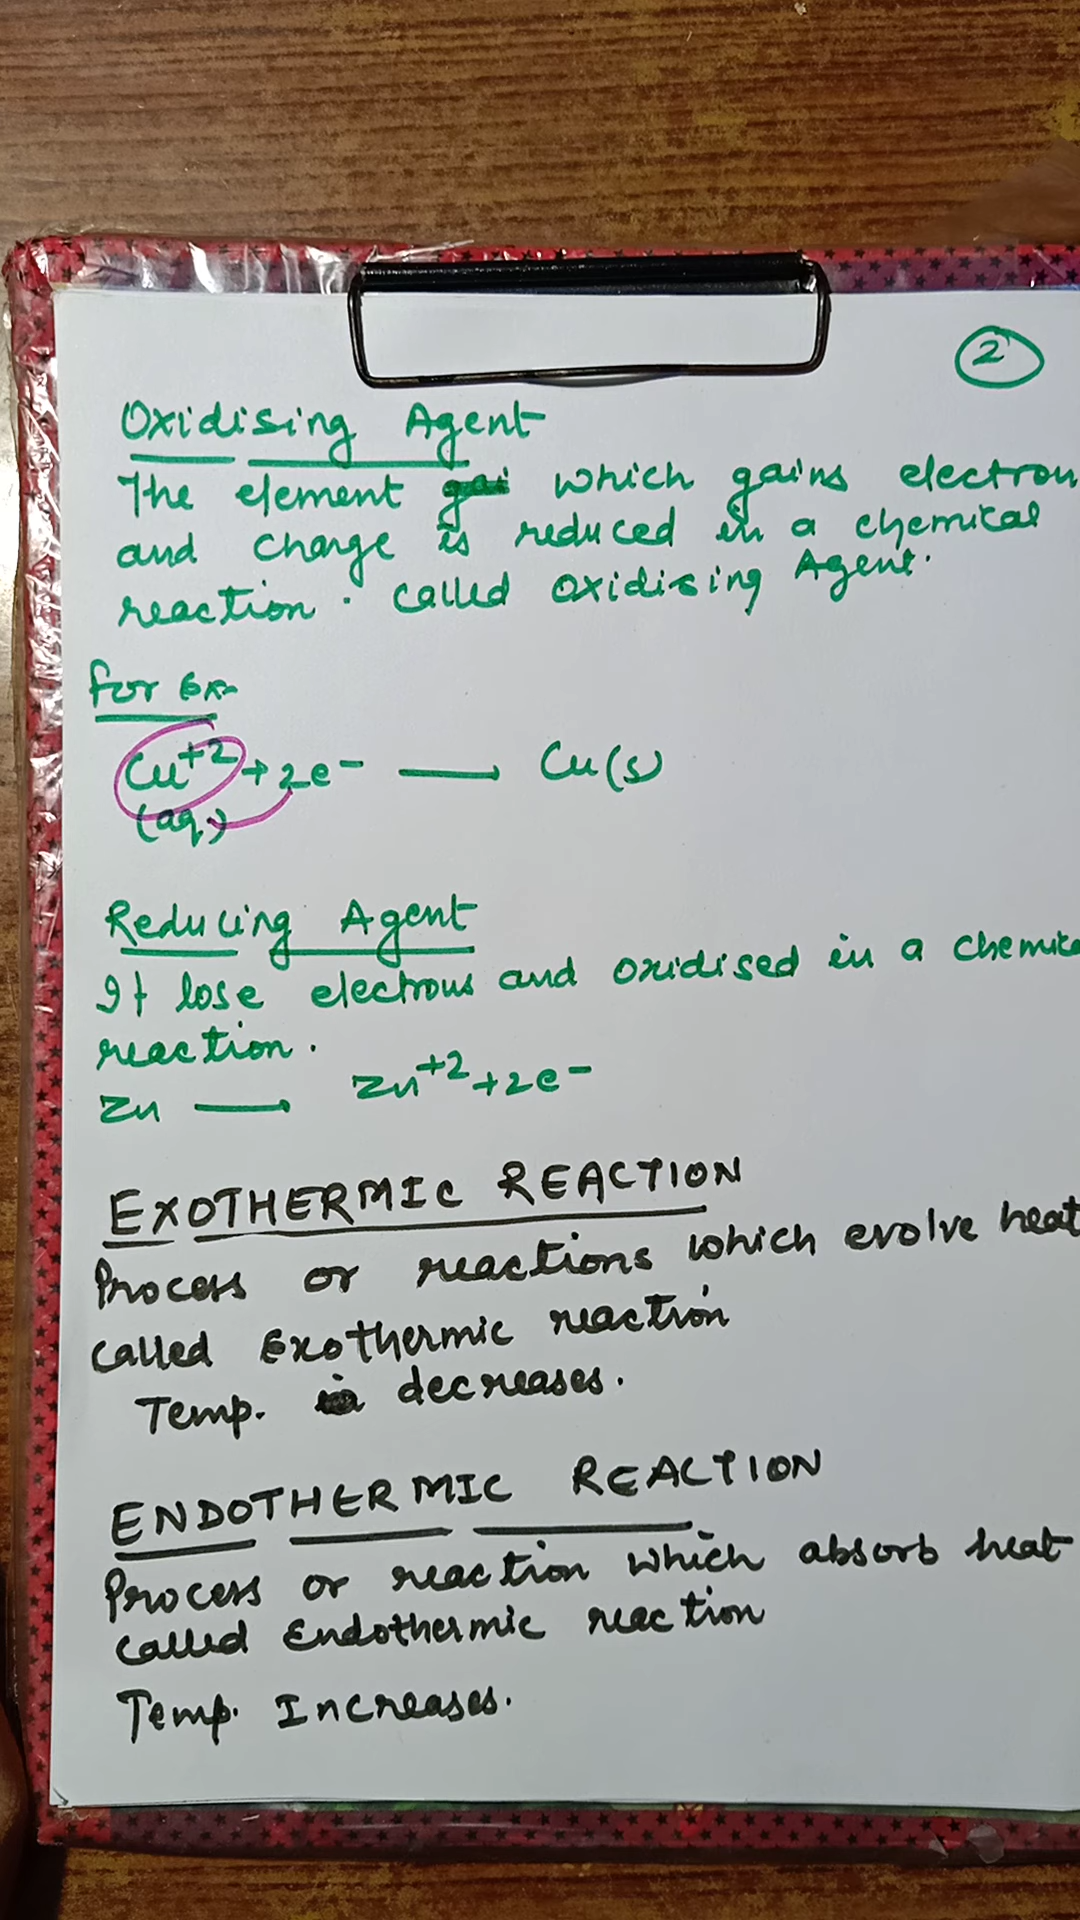 2
Oxidising Agent
The element which gains electron
and charge is reduced in a chemical
reaction. called oxidising Agent.
for Ex-
Cu⁺² + 2e⁻ —— Cu(s)
(aq.)
Reducing Agent
It lose electrons and oxidised in a chemica
reaction.
Zn —— Zn⁺² + 2e⁻
EXOTHERMIC REACTION
Process or reactions which evolve heat
called Exothermic reaction
Temp. decreases.
ENDOTHERMIC REACTION
Process or reaction which absorb heat
called Endothermic reaction
Temp. Increases.